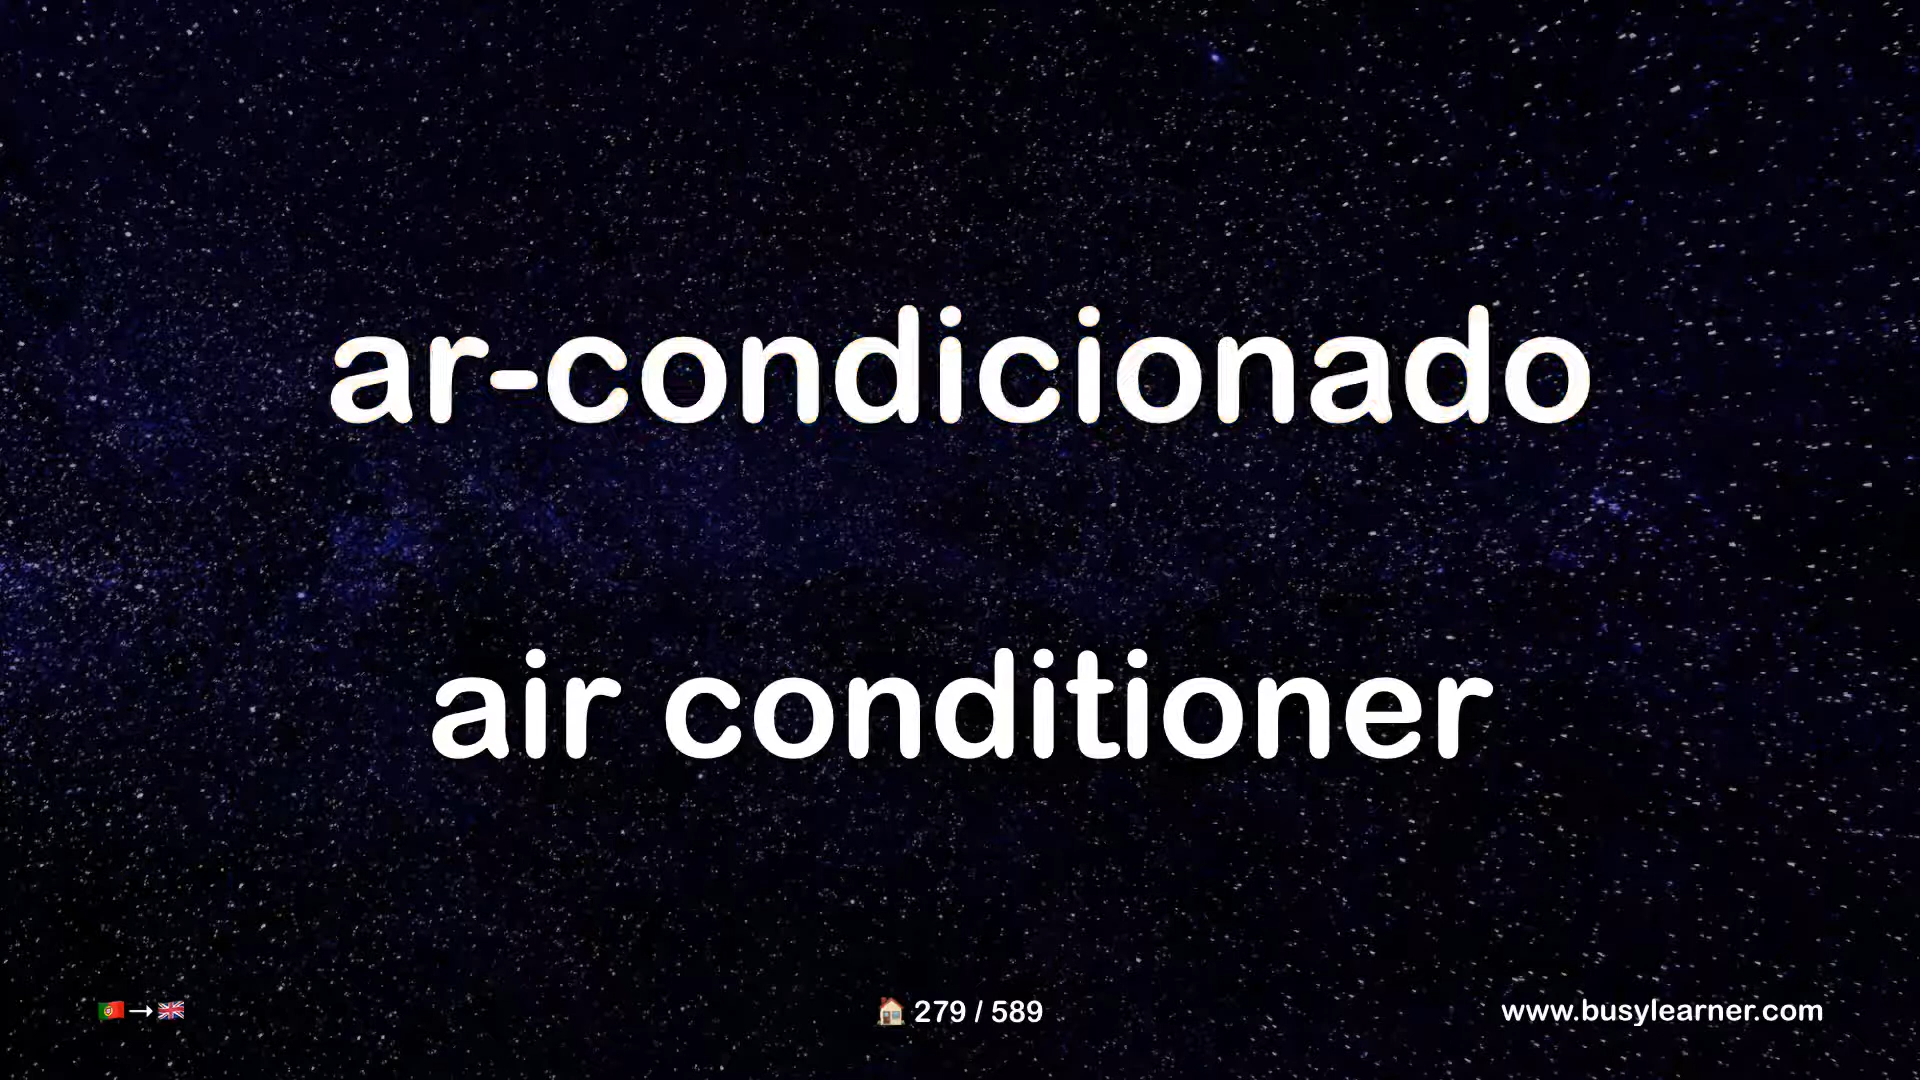 ar-condicionado
air conditioner
🇵🇹→🇬🇧
🏠 279 / 589
www.busylearner.com